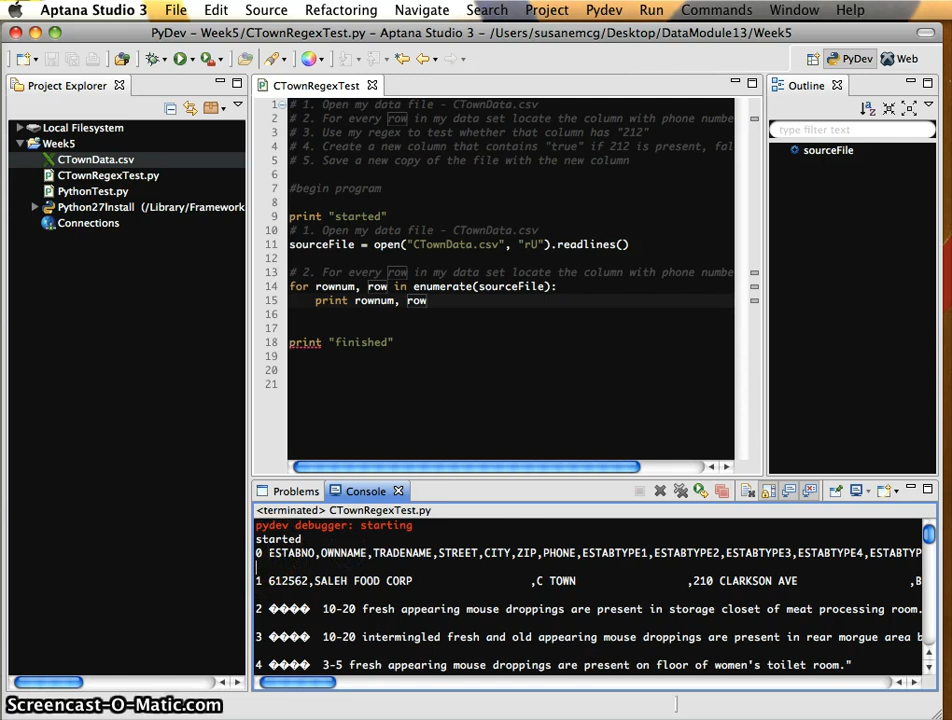 Aptana Studio 3 File Edit Source Refactoring Navigate Search Project Pydev Run Commands Window Help
PyDev - Week5/CTownRegexTest.py - Aptana Studio 3 - /Users/susanemcg/Desktop/DataModule13/Week5
PyDev Web
Project Explorer
CTownRegexTest
Outline
type filter text
sourceFile
Local Filesystem
Week5
CTownData.csv
CTownRegexTest.py
PythonTest.py
Python27Install (/Library/Framework
Connections
1 # 1. Open my data file - CTownData.csv
2 # 2. For every row in my data set locate the column with phone numbe
3 # 3. Use my regex to test whether that column has "212"
4 # 4. Create a new column that contains "true" if 212 is present, fal
5 # 5. Save a new copy of the file with the new column
6
7 #begin program
8
9 print "started"
10 # 1. Open my data file - CTownData.csv
11 sourceFile = open("CTownData.csv", "rU").readlines()
12
13 # 2. For every row in my data set locate the column with phone numbe
14 for rownum, row in enumerate(sourceFile):
15 print rownum, row
16
17
18 print "finished"
19
20
21
Problems Console
<terminated> CTownRegexTest.py
pydev debugger: starting
started
0 ESTABNO,OWNNAME,TRADENAME,STREET,CITY,ZIP,PHONE,ESTABTYPE1,ESTABTYPE2,ESTABTYPE3,ESTABTYPE4,ESTABTYP
1 612562,SALEH FOOD CORP ,C TOWN ,210 CLARKSON AVE ,B
2 ���� 10-20 fresh appearing mouse droppings are present in storage closet of meat processing room.
3 ���� 10-20 intermingled fresh and old appearing mouse droppings are present in rear morgue area b
4 ���� 3-5 fresh appearing mouse droppings are present on floor of women's toilet room."
Screencast-O-Matic.com